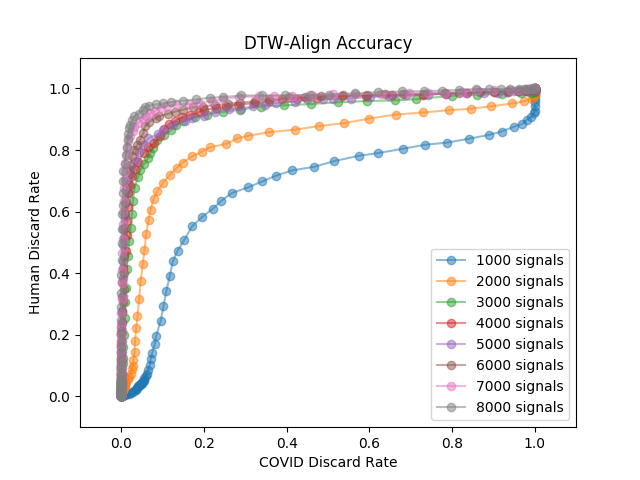 DTW-Align Accuracy
Human Discard Rate
1.0
0.8
0.6
0.4
0.2
0.0
1000 signals
2000 signals
3000 signals
4000 signals
5000 signals
6000 signals
7000 signals
8000 signals
0.0 0.2 0.4 0.6 0.8 1.0
COVID Discard Rate